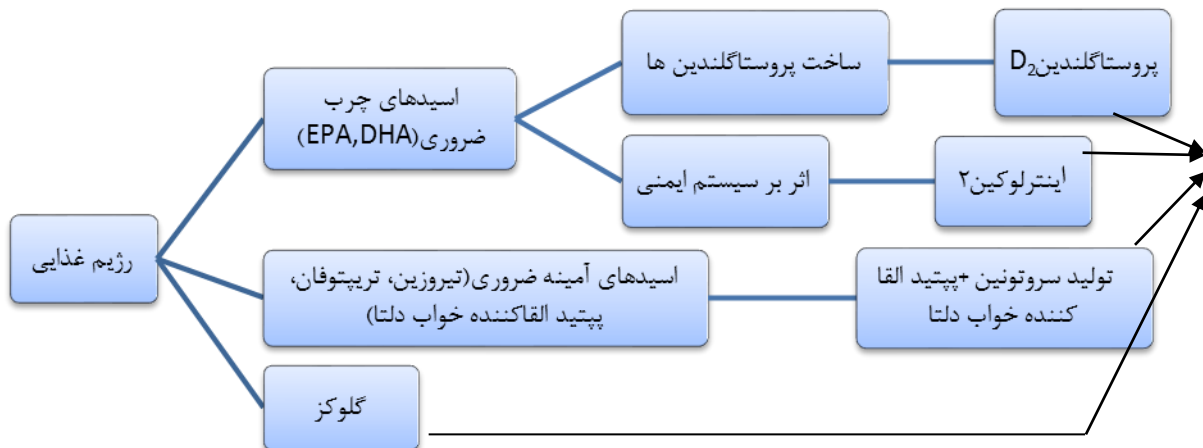 رژیم غذایی
اسیدهای چرب
ضروری(EPA,DHA)
ساخت پروستاگلندین ها
پروستاگلندینD₂
اثر بر سیستم ایمنی
اینترلوکین۲
اسیدهای آمینه ضروری(تیروزین، تریپتوفان،
پپتید القاکننده خواب دلتا)
تولید سروتونین +پپتید القا
کننده خواب دلتا
گلوکز